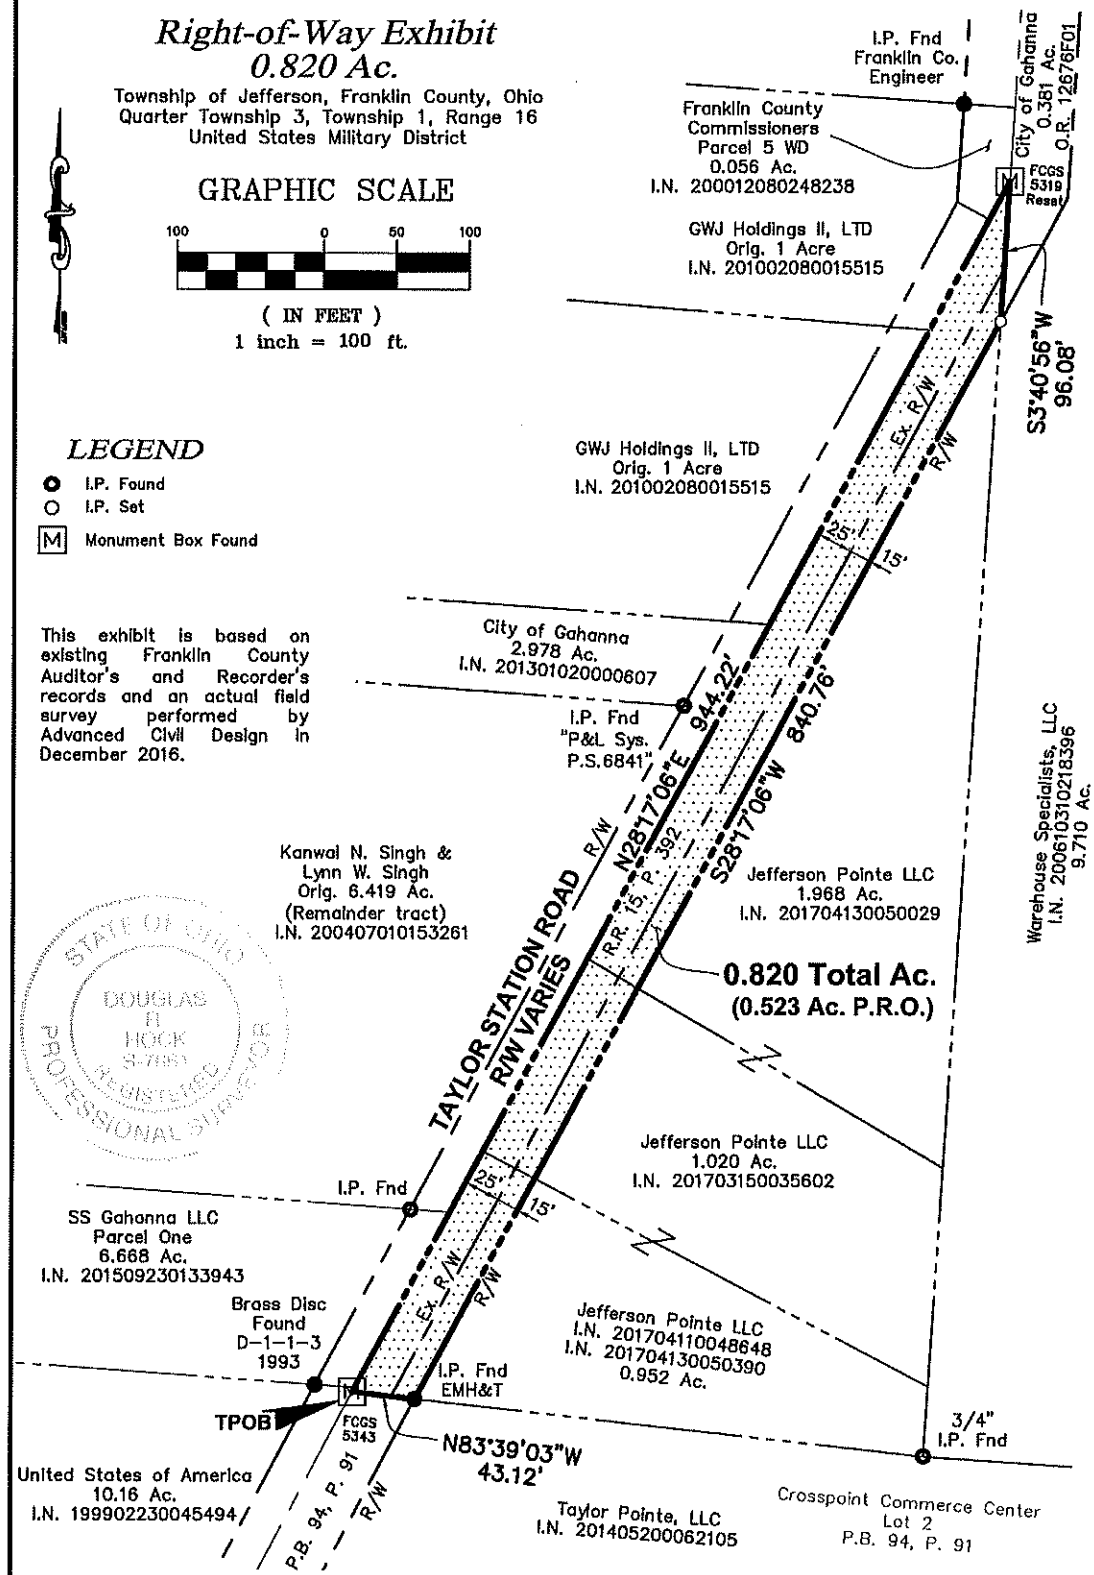 Right-of-Way Exhibit
0.820 Ac.
Township of Jefferson, Franklin County, Ohio
Quarter Township 3, Township 1, Range 16
United States Military District
GRAPHIC SCALE
100 0 50 100
( IN FEET )
1 inch = 100 ft.
LEGEND
I.P. Found
I.P. Set
M Monument Box Found
This exhibit is based on
existing Franklin County
Auditor's and Recorder's
records and an actual field
survey performed by
Advanced Civil Design in
December 2016.
I.P. Fnd
Franklin Co.
Engineer
City of Gahanna
0.381 Ac.
O.R. 12676F01
Franklin County
Commissioners
Parcel 5 WD
0.056 Ac.
I.N. 200012080248238
M
FCGS
5319
Reset
GWJ Holdings II, LTD
Orig. 1 Acre
I.N. 201002080015515
S3°40'56"W
96.08'
Ex. R/W
R/W
GWJ Holdings II, LTD
Orig. 1 Acre
I.N. 201002080015515
25'
15'
City of Gahanna
2.978 Ac.
I.N. 201301020000607
I.P. Fnd
"P&L Sys.
P.S.6841"
N28°17'06"E 944.22'
S28°17'06"W 840.76'
R.R. 15, P. 392
Warehouse Specialists, LLC
I.N. 200610310218396
9.710 Ac.
Kanwal N. Singh &
Lynn W. Singh
Orig. 6.419 Ac.
(Remainder tract)
I.N. 200407010153261
R/W
TAYLOR STATION ROAD
R/W VARIES
Jefferson Pointe LLC
1.968 Ac.
I.N. 201704130050029
0.820 Total Ac.
(0.523 Ac. P.R.O.)
STATE OF OHIO
DOUGLAS
R
HOCK
S-7661
REGISTERED
PROFESSIONAL SURVEYOR
Jefferson Pointe LLC
1.020 Ac.
I.N. 201703150035602
I.P. Fnd
25'
15'
SS Gahanna LLC
Parcel One
6.668 Ac.
I.N. 201509230133943
Ex. R/W
R/W
Brass Disc
Found
D-1-1-3
1993
Jefferson Pointe LLC
I.N. 201704110048648
I.N. 201704130050390
0.952 Ac.
I.P. Fnd
EMH&T
M
TPOB
FCGS
5343
N83°39'03"W
43.12'
3/4"
I.P. Fnd
United States of America
10.16 Ac.
I.N. 199902230045494
P.B. 94, P. 91
R/W
Taylor Pointe, LLC
I.N. 201405200062105
Crosspoint Commerce Center
Lot 2
P.B. 94, P. 91